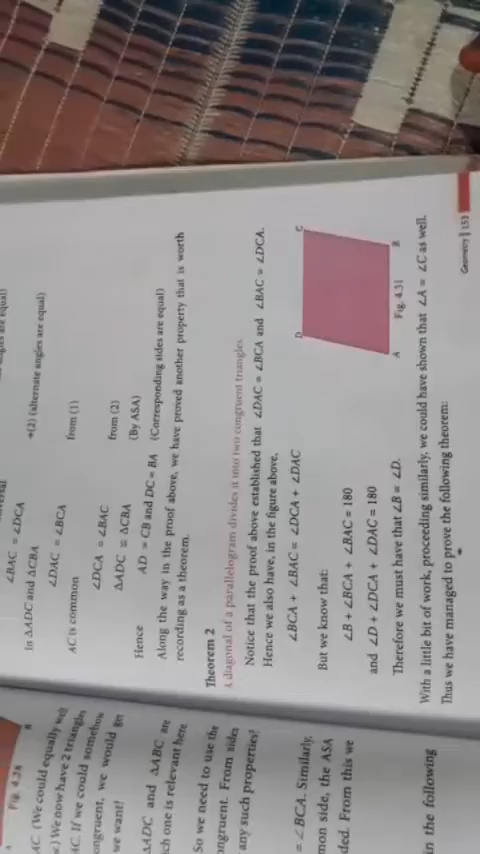 ∠BAC = ∠DCA
In ΔADC and ΔCBA
+(2) (alternate angles are equal)
∠DAC = ∠BCA
from (1)
AC is common
∠DCA = ∠BAC
from (2)
ΔADC ≅ ΔCBA
(By ASA)
Hence
AD = CB and DC = BA (Corresponding sides are equal)
Along the way in the proof above, we have proved another property that is worth
recording as a theorem.
Theorem 2
A diagonal of a parallelogram divides it into two congruent triangles.
Notice that the proof above established that ∠DAC = ∠BCA and ∠BAC = ∠DCA.
Hence we also have, in the figure above,
∠BCA + ∠BAC = ∠DCA + ∠DAC
But we know that:
∠B + ∠BCA + ∠BAC = 180
and ∠D + ∠DCA + ∠DAC = 180
Therefore we must have that ∠B = ∠D.
D
C
A
B
Fig. 4.31
With a little bit of work, proceeding similarly, we could have shown that ∠A = ∠C as well.
Thus we have managed to prove the following theorem:
Geometry | 153
A
B
Fig 4.28
AC (We could equally well
We now have 2 triangles
AC. If we could somehow
ongruent, we would get
we want!
ΔADC and ΔABC are
ch one is relevant here
So we need to use the
ongruent. From sides
any such properties!
= ∠BCA. Similarly,
mon side, the ASA
ded. From this we
in the following